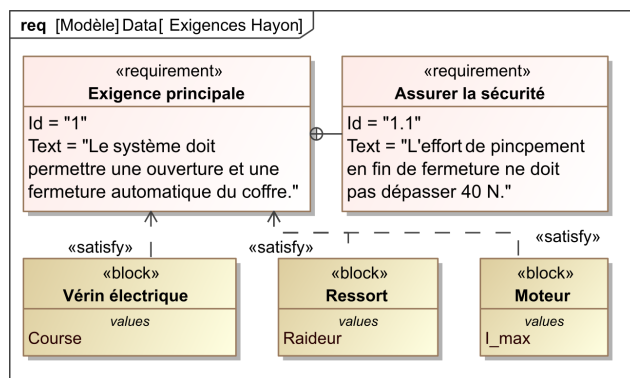 req [Modèle] Data[ Exigences Hayon]
«requirement»
Exigence principale
Id = "1"
Text = "Le système doit
permettre une ouverture et une
fermeture automatique du coffre."
«requirement»
Assurer la sécurité
Id = "1.1"
Text = "L'effort de pincpement
en fin de fermeture ne doit
pas dépasser 40 N."
«satisfy»
«satisfy»
«satisfy»
«block»
Vérin électrique
values
Course
«block»
Ressort
values
Raideur
«block»
Moteur
values
I_max